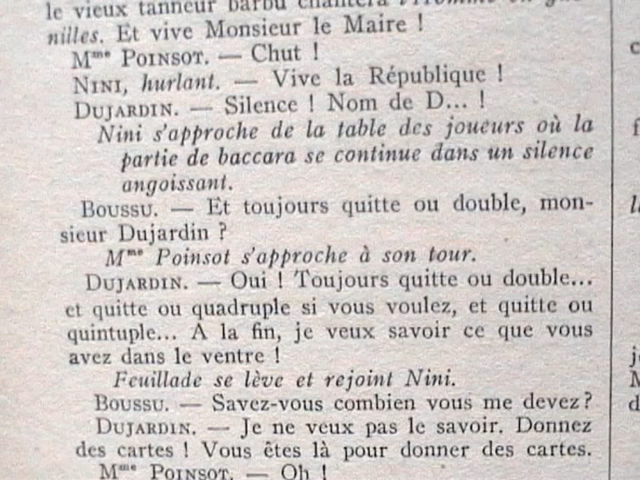 le vieux tanneur barbu chantera l'Homme en gue-
nilles. Et vive Monsieur le Maire !
Mme POINSOT. — Chut !
NINI, hurlant. — Vive la République !
DUJARDIN. — Silence ! Nom de D... !
Nini s'approche de la table des joueurs où la
partie de baccara se continue dans un silence
angoissant.
BOUSSU. — Et toujours quitte ou double, mon-
sieur Dujardin ?
Mme Poinsot s'approche à son tour.
DUJARDIN. — Oui ! Toujours quitte ou double...
et quitte ou quadruple si vous voulez, et quitte ou
quintuple... A la fin, je veux savoir ce que vous
avez dans le ventre !
Feuillade se lève et rejoint Nini.
BOUSSU. — Savez-vous combien vous me devez ?
DUJARDIN. — Je ne veux pas le savoir. Donnez
des cartes ! Vous êtes là pour donner des cartes.
Mme POINSOT. — Oh !